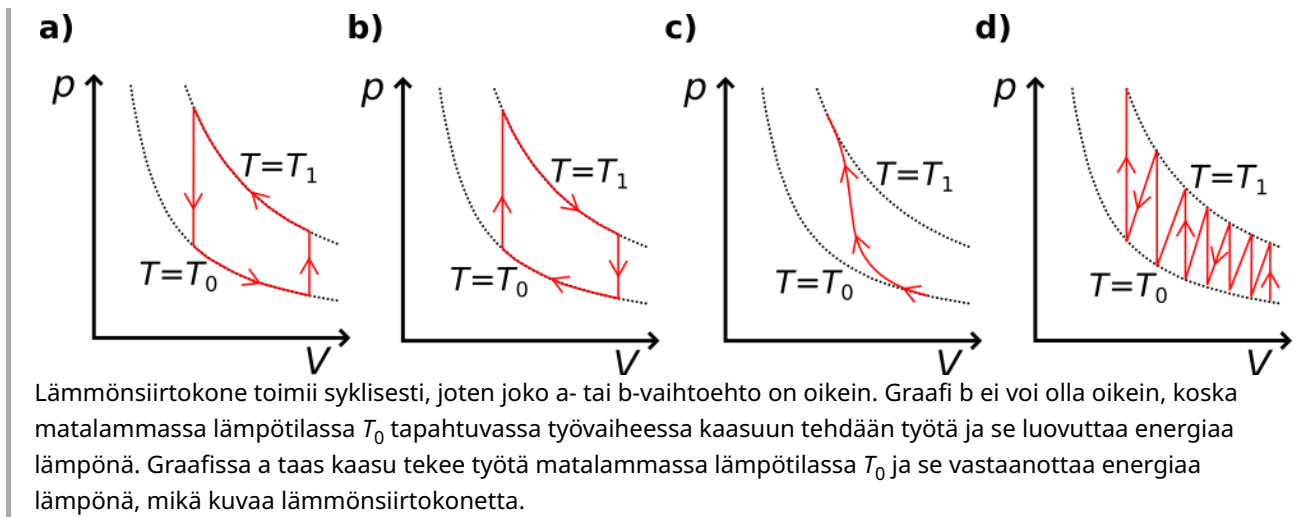 a) b) c) d)
p p p p
T=T₁ T=T₁ T=T₁ T=T₁
T=T₀ T=T₀ T=T₀ T=T₀
V V V V
Lämmönsiirtokone toimii syklisesti, joten joko a- tai b-vaihtoehto on oikein. Graafi b ei voi olla oikein, koska
matalammassa lämpötilassa T₀ tapahtuvassa työvaiheessa kaasuun tehdään työtä ja se luovuttaa energiaa
lämpönä. Graafissa a taas kaasu tekee työtä matalammassa lämpötilassa T₀ ja se vastaanottaa energiaa
lämpönä, mikä kuvaa lämmönsiirtokonetta.